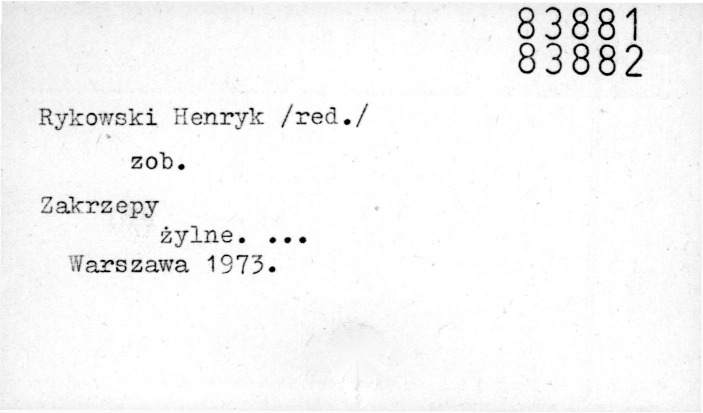 83881
83882
Rykowski Henryk /red./
zob.
Zakrzepy
żylne. ...
Warszawa 1973.